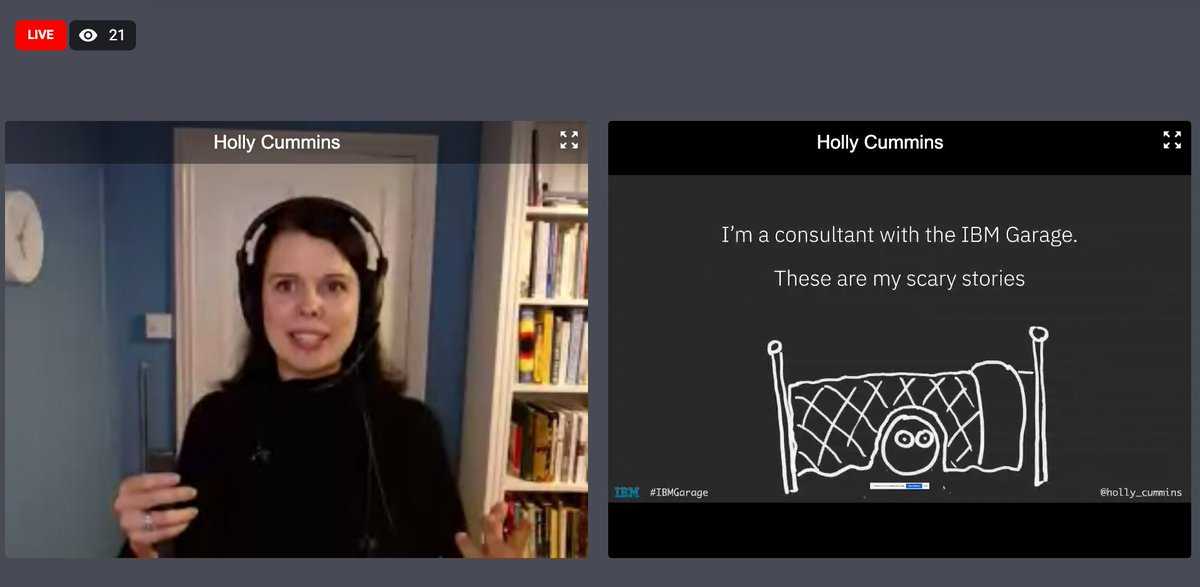 LIVE 21
Holly Cummins
Holly Cummins
I'm a consultant with the IBM Garage.
These are my scary stories
IBM #IBMGarage
@holly_cummins